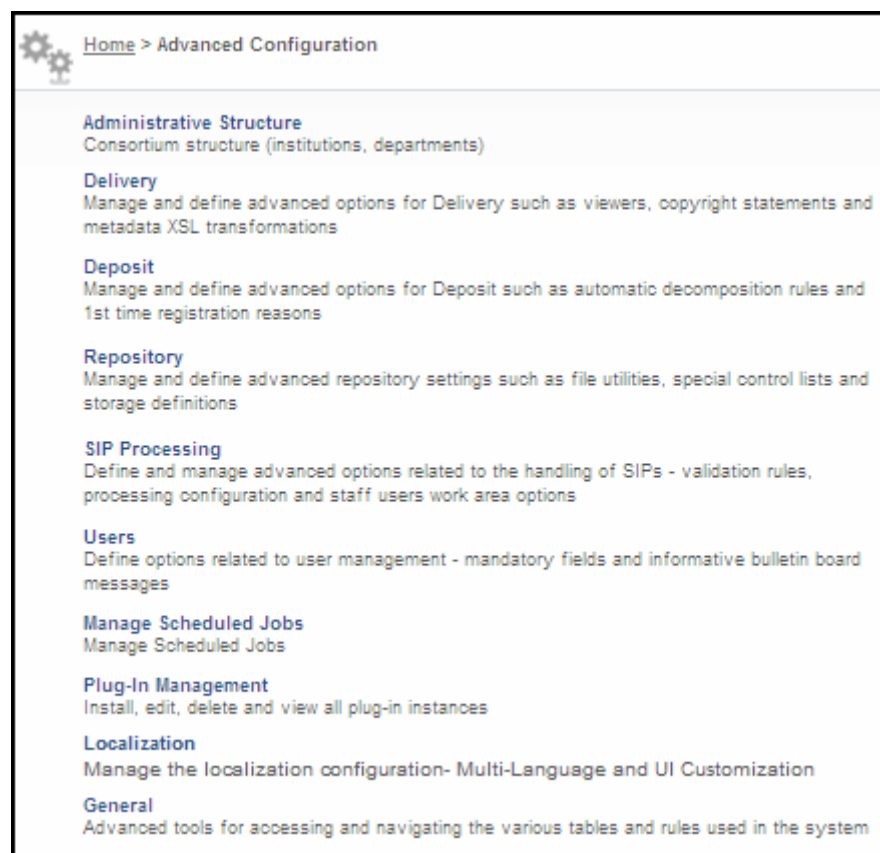 Home > Advanced Configuration
Administrative Structure
Consortium structure (institutions, departments)
Delivery
Manage and define advanced options for Delivery such as viewers, copyright statements and
metadata XSL transformations
Deposit
Manage and define advanced options for Deposit such as automatic decomposition rules and
1st time registration reasons
Repository
Manage and define advanced repository settings such as file utilities, special control lists and
storage definitions
SIP Processing
Define and manage advanced options related to the handling of SIPs - validation rules,
processing configuration and staff users work area options
Users
Define options related to user management - mandatory fields and informative bulletin board
messages
Manage Scheduled Jobs
Manage Scheduled Jobs
Plug-In Management
Install, edit, delete and view all plug-in instances
Localization
Manage the localization configuration- Multi-Language and UI Customization
General
Advanced tools for accessing and navigating the various tables and rules used in the system